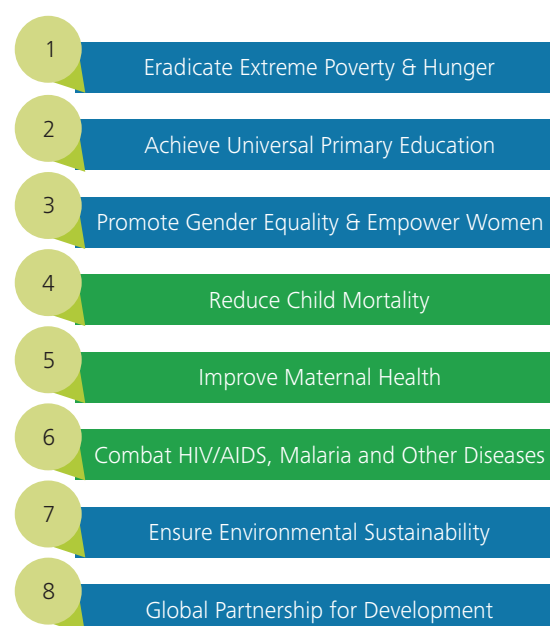 1
Eradicate Extreme Poverty & Hunger
2
Achieve Universal Primary Education
3
Promote Gender Equality & Empower Women
4
Reduce Child Mortality
5
Improve Maternal Health
6
Combat HIV/AIDS, Malaria and Other Diseases
7
Ensure Environmental Sustainability
8
Global Partnership for Development